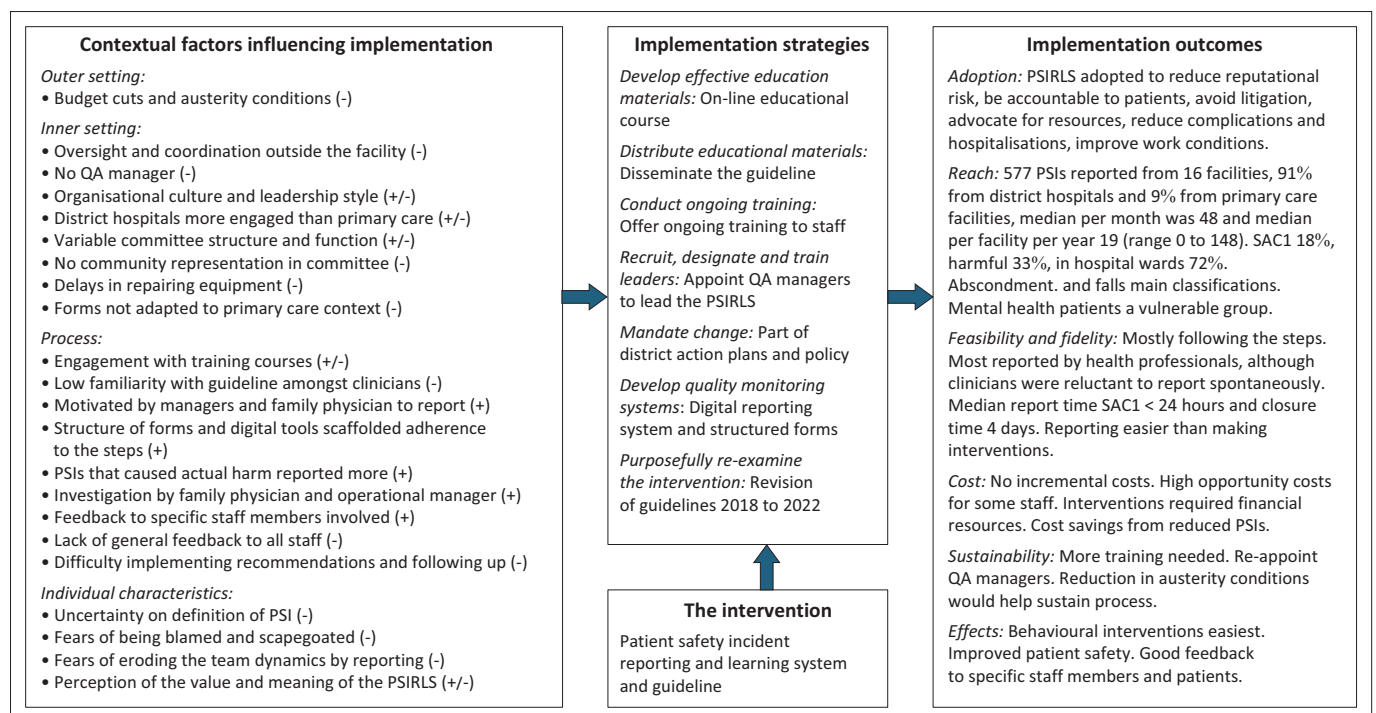 Contextual factors influencing implementation
Outer setting:
• Budget cuts and austerity conditions (-)
Inner setting:
• Oversight and coordination outside the facility (-)
• No QA manager (-)
• Organisational culture and leadership style (+/-)
• District hospitals more engaged than primary care (+/-)
• Variable committee structure and function (+/-)
• No community representation in committee (-)
• Delays in repairing equipment (-)
• Forms not adapted to primary care context (-)
Process:
• Engagement with training courses (+/-)
• Low familiarity with guideline amongst clinicians (-)
• Motivated by managers and family physician to report (+)
• Structure of forms and digital tools scaffolded adherence
to the steps (+)
• PSIs that caused actual harm reported more (+)
• Investigation by family physician and operational manager (+)
• Feedback to specific staff members involved (+)
• Lack of general feedback to all staff (-)
• Difficulty implementing recommendations and following up (-)
Individual characteristics:
• Uncertainty on definition of PSI (-)
• Fears of being blamed and scapegoated (-)
• Fears of eroding the team dynamics by reporting (-)
• Perception of the value and meaning of the PSIRLS (+/-)
Implementation strategies
Develop effective education
materials: On-line educational
course
Distribute educational materials:
Disseminate the guideline
Conduct ongoing training:
Offer ongoing training to staff
Recruit, designate and train
leaders: Appoint QA managers
to lead the PSIRLS
Mandate change: Part of
district action plans and policy
Develop quality monitoring
systems: Digital reporting
system and structured forms
Purposefully re-examine
the intervention: Revision
of guidelines 2018 to 2022
The intervention
Patient safety incident
reporting and learning system
and guideline
Implementation outcomes
Adoption: PSIRLS adopted to reduce reputational
risk, be accountable to patients, avoid litigation,
advocate for resources, reduce complications and
hospitalisations, improve work conditions.
Reach: 577 PSIs reported from 16 facilities, 91%
from district hospitals and 9% from primary care
facilities, median per month was 48 and median
per facility per year 19 (range 0 to 148). SAC1 18%,
harmful 33%, in hospital wards 72%.
Abscondment. and falls main classifications.
Mental health patients a vulnerable group.
Feasibility and fidelity: Mostly following the steps.
Most reported by health professionals, although
clinicians were reluctant to report spontaneously.
Median report time SAC1 < 24 hours and closure
time 4 days. Reporting easier than making
interventions.
Cost: No incremental costs. High opportunity costs
for some staff. Interventions required financial
resources. Cost savings from reduced PSIs.
Sustainability: More training needed. Re-appoint
QA managers. Reduction in austerity conditions
would help sustain process.
Effects: Behavioural interventions easiest.
Improved patient safety. Good feedback
to specific staff members and patients.